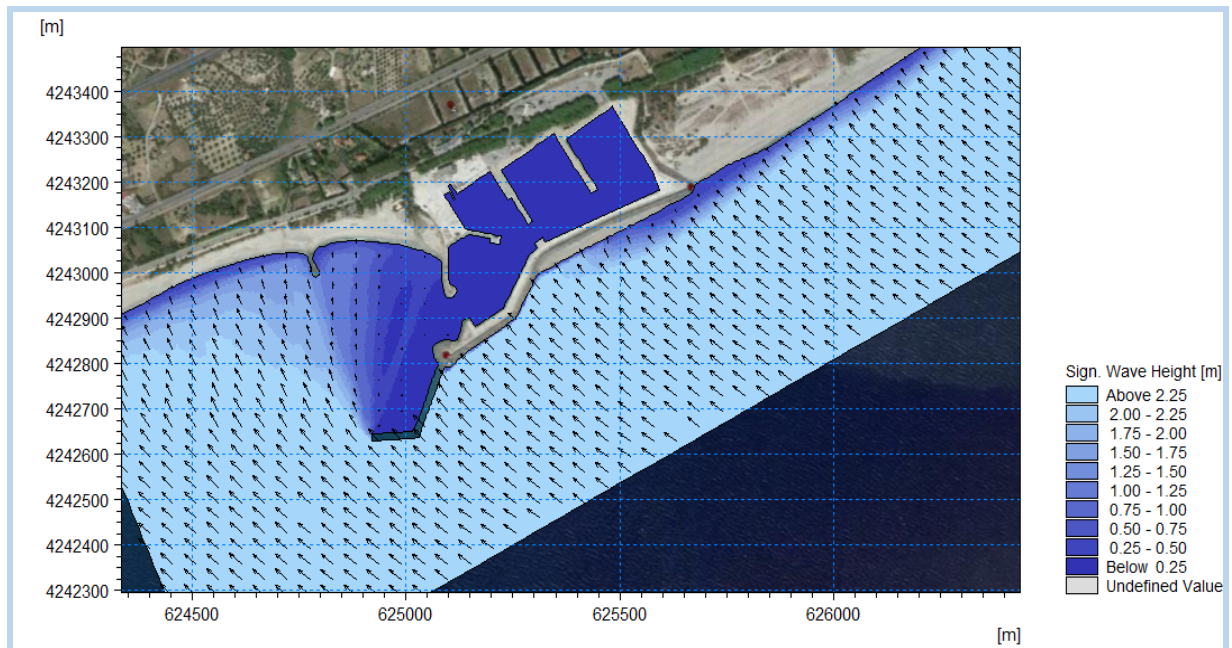 [m]
4243400
4243300
4243200
4243100
4243000
4242900
4242800
4242700
4242600
4242500
4242400
4242300
624500 625000 625500 626000
[m]
Sign. Wave Height [m]
Above 2.25
2.00 - 2.25
1.75 - 2.00
1.50 - 1.75
1.25 - 1.50
1.00 - 1.25
0.75 - 1.00
0.50 - 0.75
0.25 - 0.50
Below 0.25
Undefined Value